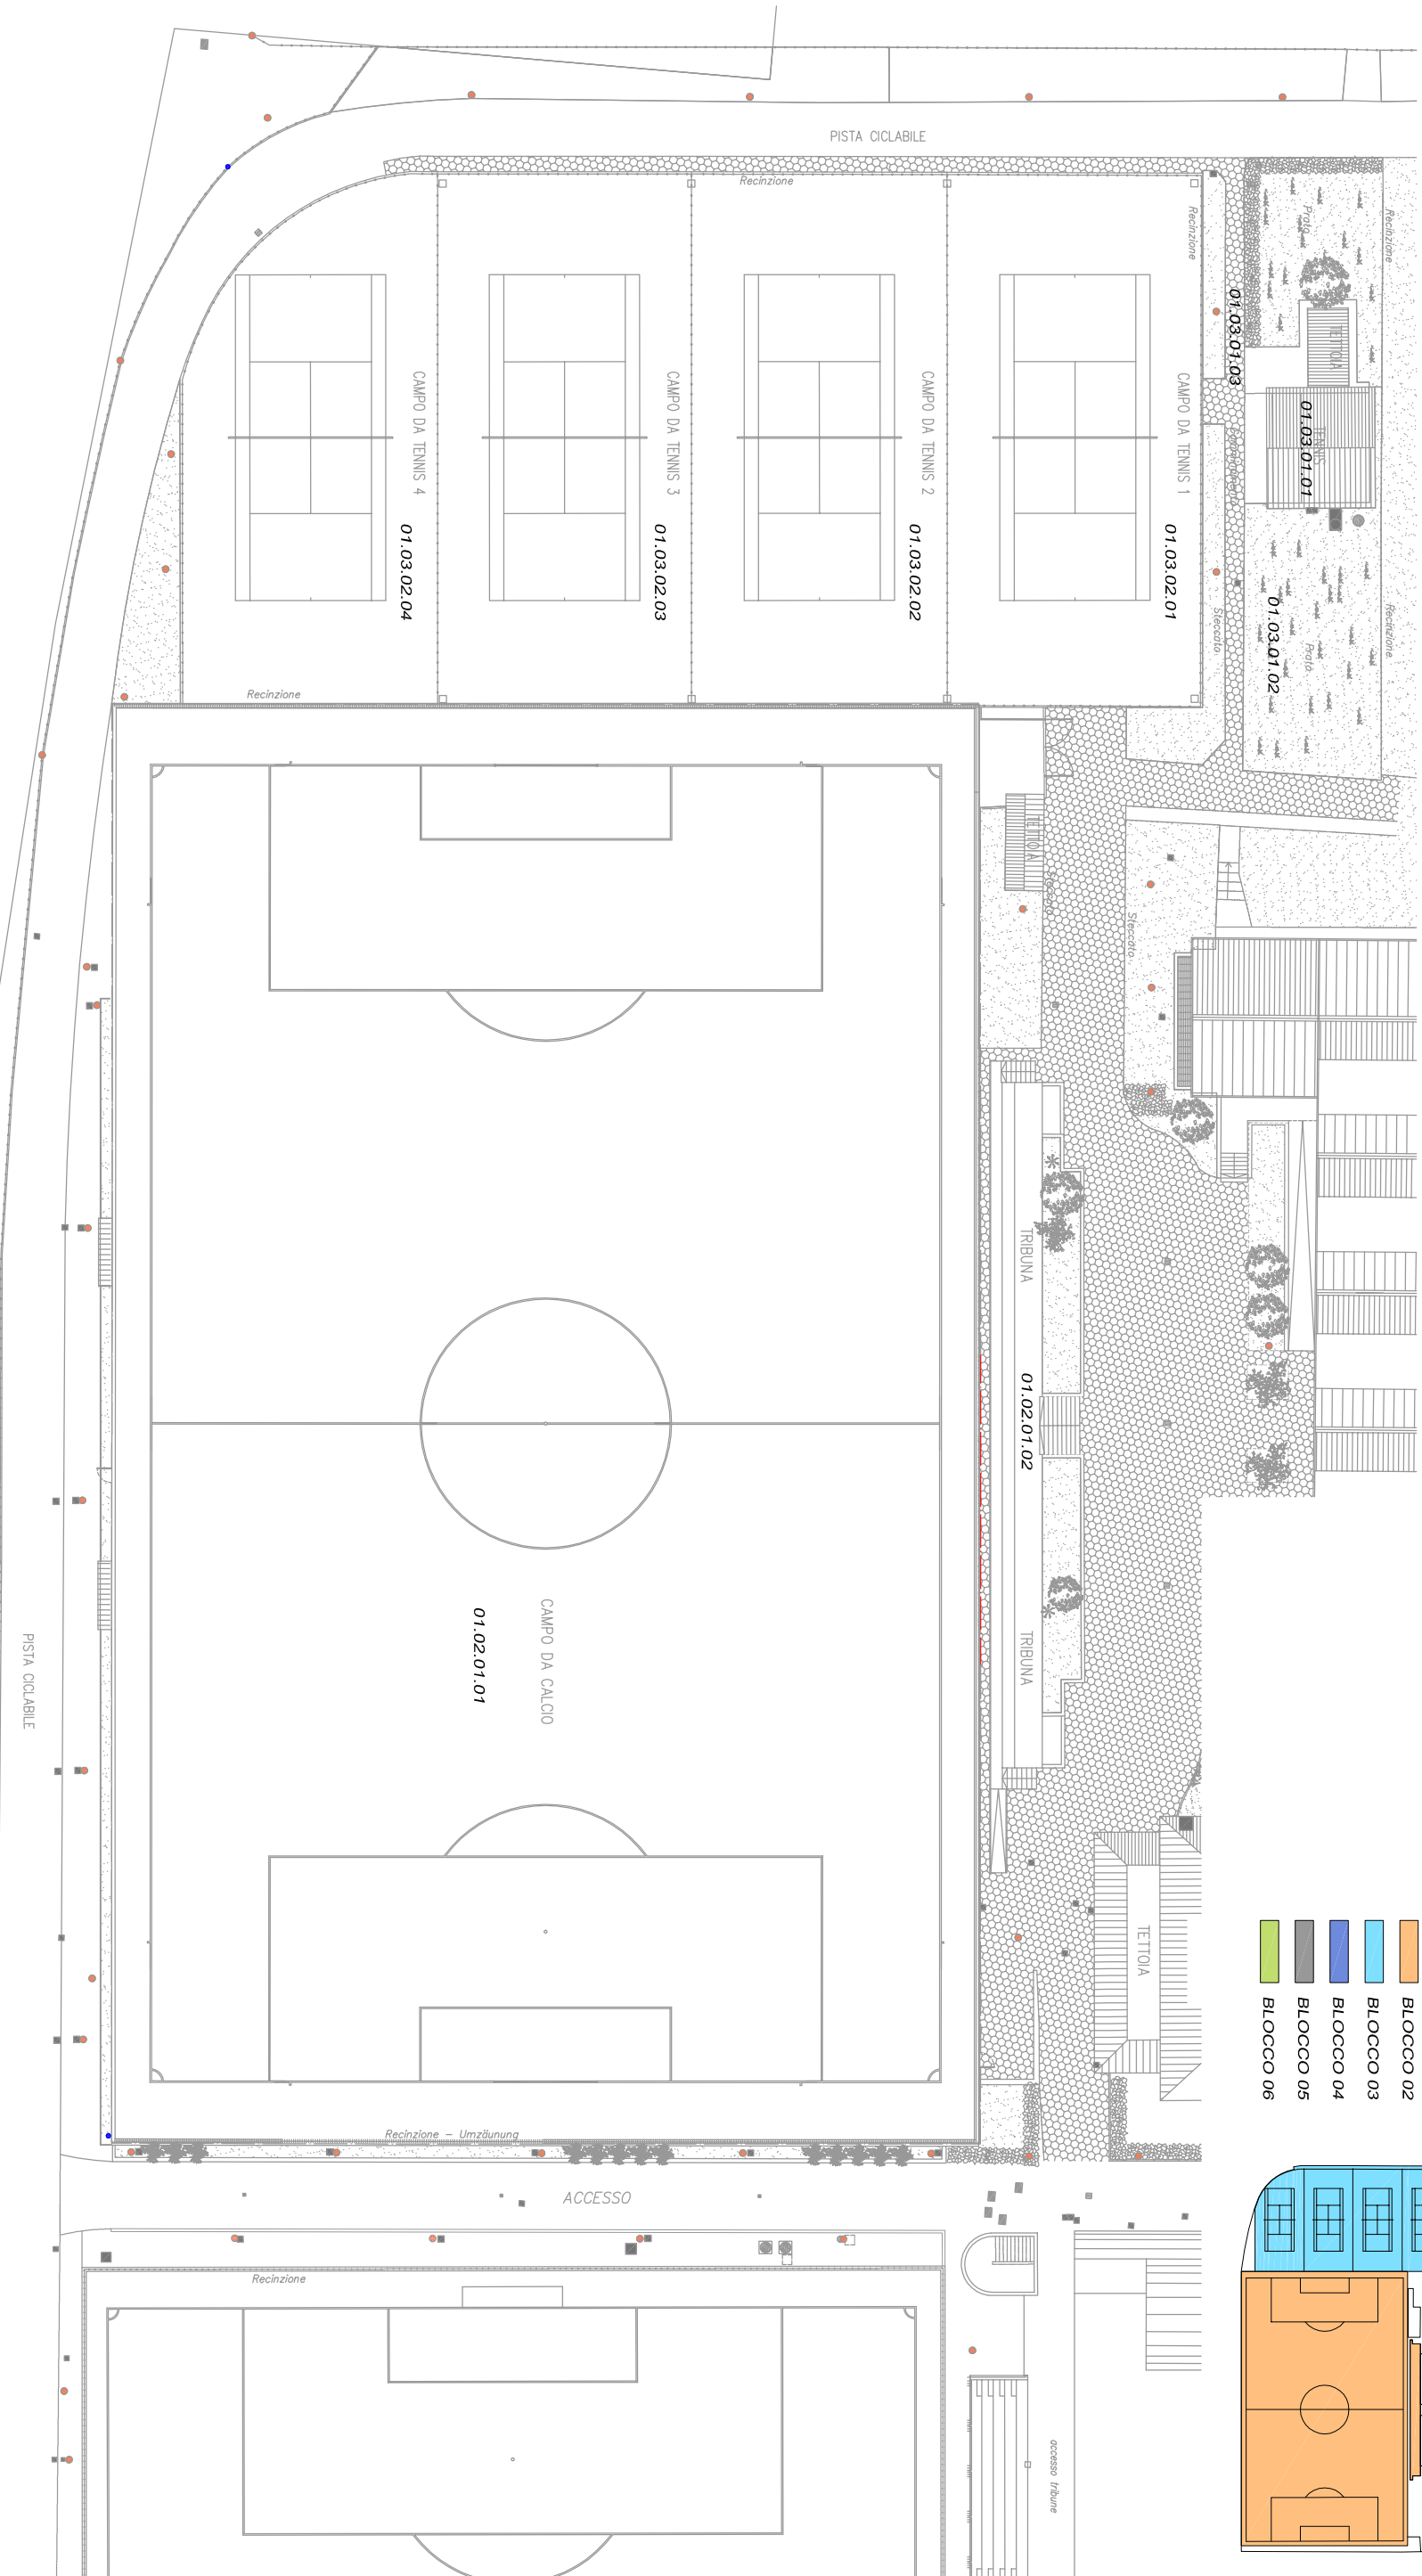 PISTA CICLABILE
Recinzione
Recinzione
Prato
Recinzione
01.03.01.03
TETTOIA
TENNIS
01.03.01.01
CAMPO DA TENNIS 4
CAMPO DA TENNIS 3
CAMPO DA TENNIS 2
CAMPO DA TENNIS 1
01.03.02.04
01.03.02.03
01.03.02.02
01.03.02.01
01.03.01.02
Prato
Recinzione
Steccato
Recinzione
TETTOIA
Steccato
Steccato
TRIBUNA
01.02.01.02
TRIBUNA
CAMPO DA CALCIO
01.02.01.01
PISTA CICLABILE
TETTOIA
BLOCCO 02
BLOCCO 03
BLOCCO 04
BLOCCO 05
BLOCCO 06
Recinzione - Umzäunung
ACCESSO
Recinzione
accesso tribune